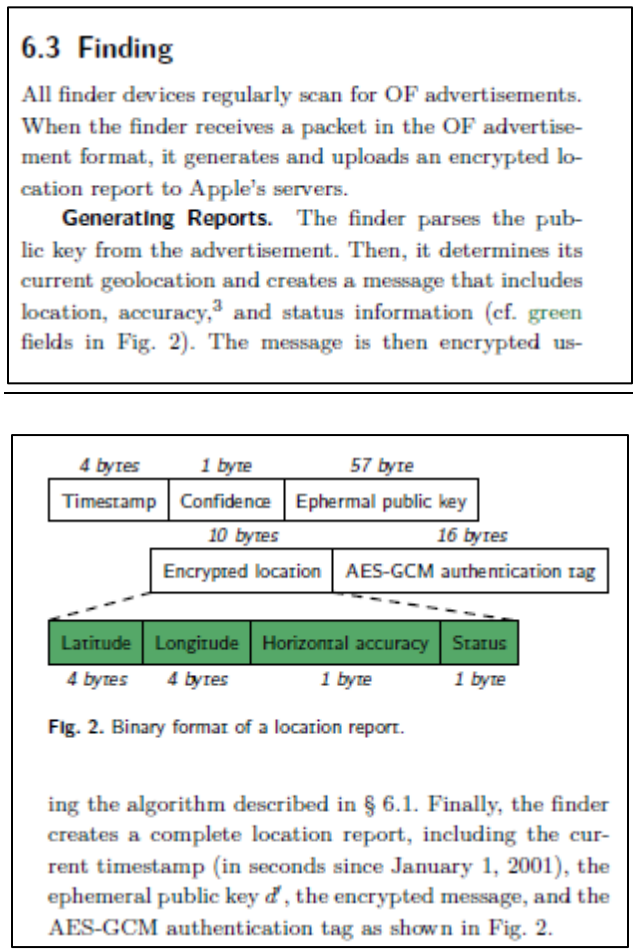 6.3 Finding
All finder devices regularly scan for OF advertisements.
When the finder receives a packet in the OF advertise-
ment format, it generates and uploads an encrypted lo-
cation report to Apple's servers.
Generating Reports. The finder parses the pub-
lic key from the advertisement. Then, it determines its
current geolocation and creates a message that includes
location, accuracy,³ and status information (cf. green
fields in Fig. 2). The message is then encrypted us-
4 bytes 1 byte 57 byte
Timestamp Confidence Ephermal public key
10 bytes 16 bytes
Encrypted location AES-GCM authentication tag
Latitude Longitude Horizontal accuracy Status
4 bytes 4 bytes 1 byte 1 byte
Fig. 2. Binary format of a location report.
ing the algorithm described in § 6.1. Finally, the finder
creates a complete location report, including the cur-
rent timestamp (in seconds since January 1, 2001), the
ephemeral public key d′, the encrypted message, and the
AES-GCM authentication tag as shown in Fig. 2.